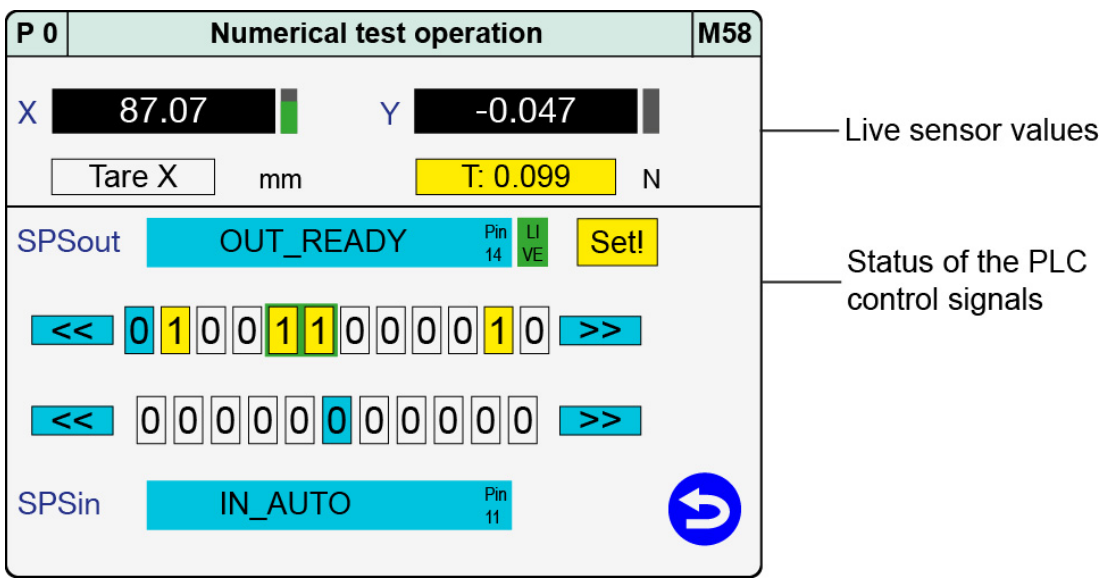 P 0 Numerical test operation M58
X 87.07 Y -0.047
Live sensor values
Tare X mm T: 0.099 N
SPSout OUT_READY Pin 14 LI VE Set!
Status of the PLC
control signals
<< 0 1 0 0 1 1 0 0 0 0 1 0 >>
<< 0 0 0 0 0 0 0 0 0 0 0 >>
SPSin IN_AUTO Pin 11